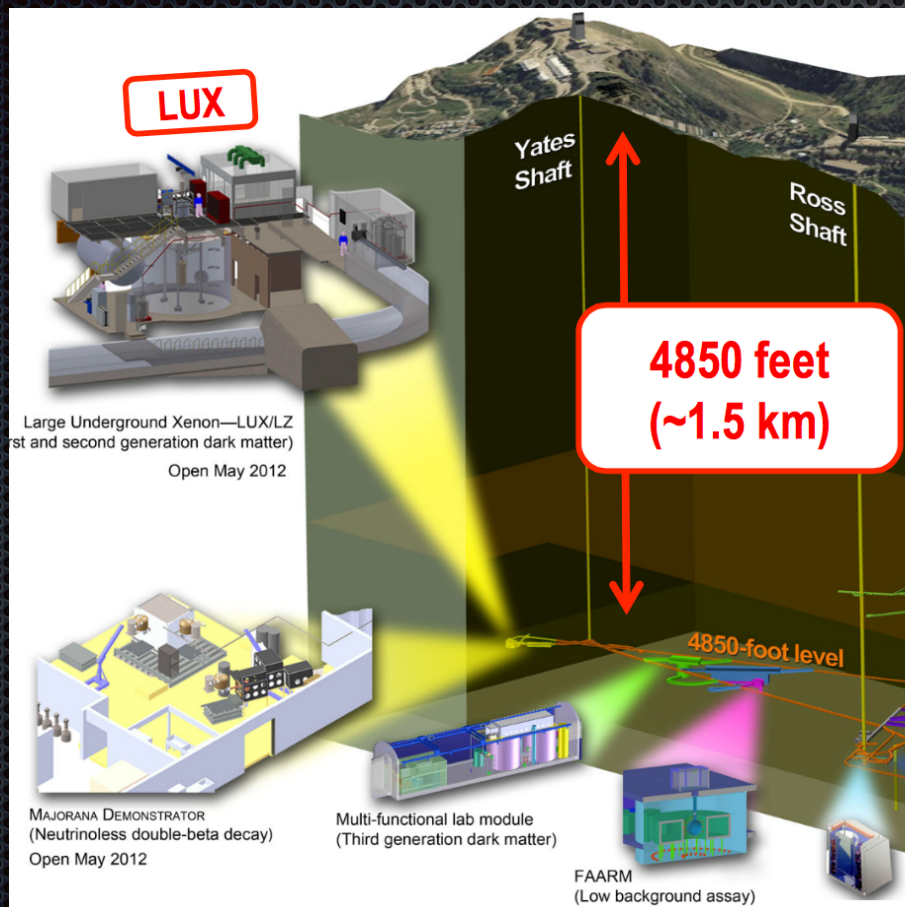 LUX
Yates
Shaft
Ross
Shaft
4850 feet
(~1.5 km)
Large Underground Xenon—LUX/LZ
rst and second generation dark matter)
Open May 2012
4850-foot level
MAJORANA DEMONSTRATOR
(Neutrinoless double-beta decay)
Open May 2012
Multi-functional lab module
(Third generation dark matter)
FAARM
(Low background assay)